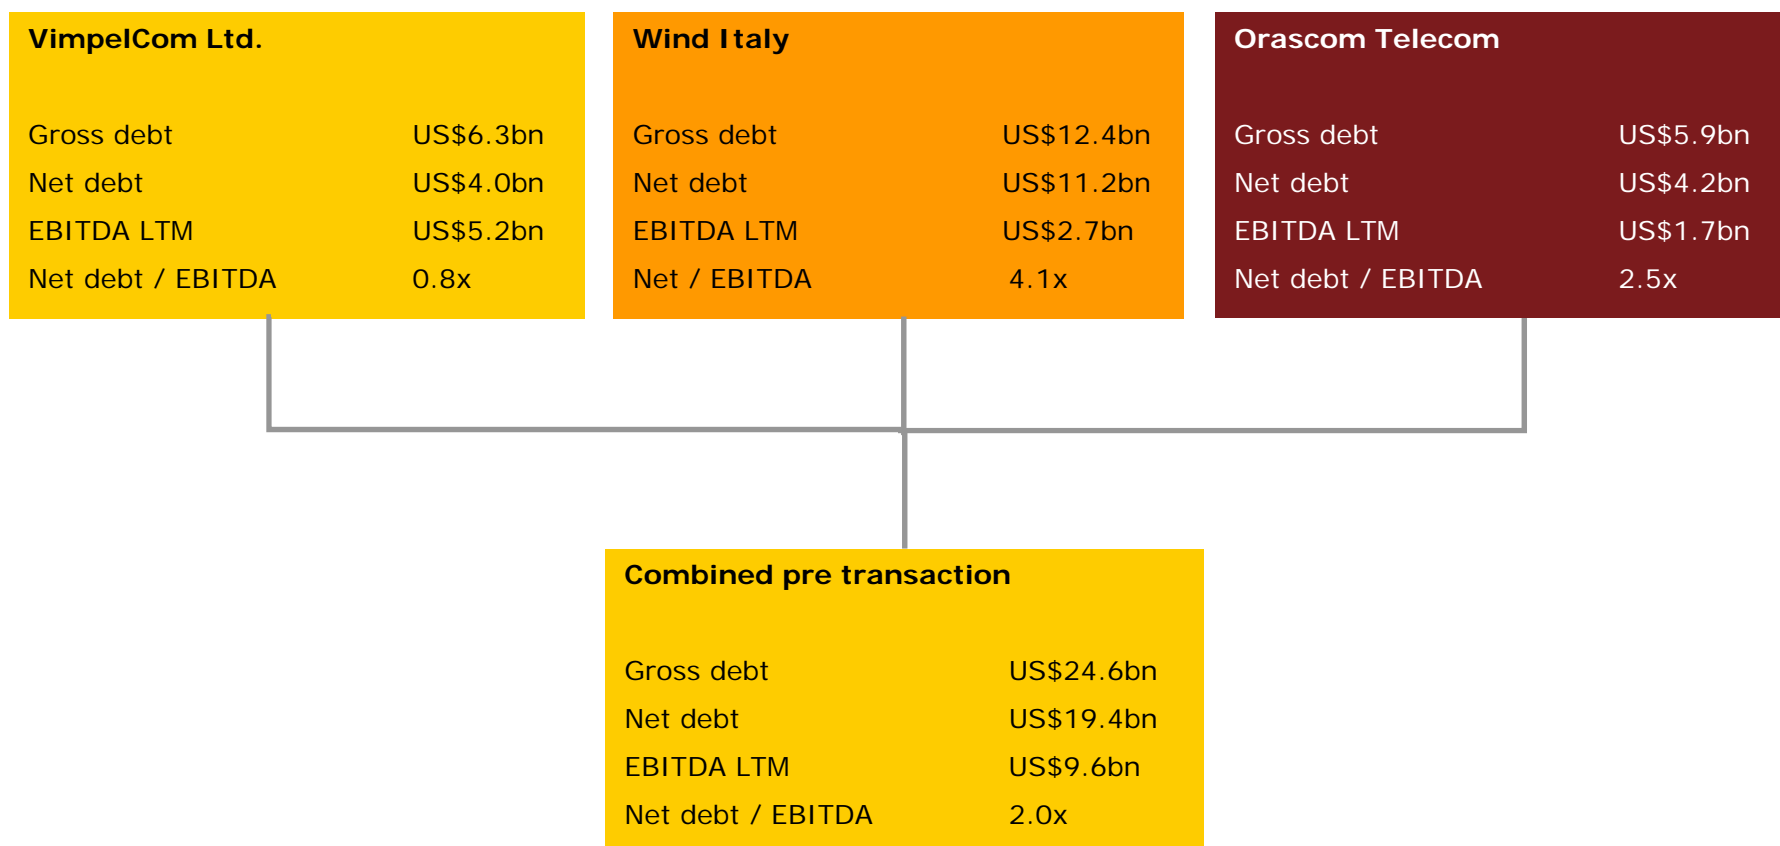 VimpelCom Ltd.
Gross debt US$6.3bn
Net debt US$4.0bn
EBITDA LTM US$5.2bn
Net debt / EBITDA 0.8x
Wind Italy
Gross debt US$12.4bn
Net debt US$11.2bn
EBITDA LTM US$2.7bn
Net / EBITDA 4.1x
Orascom Telecom
Gross debt US$5.9bn
Net debt US$4.2bn
EBITDA LTM US$1.7bn
Net debt / EBITDA 2.5x
Combined pre transaction
Gross debt US$24.6bn
Net debt US$19.4bn
EBITDA LTM US$9.6bn
Net debt / EBITDA 2.0x